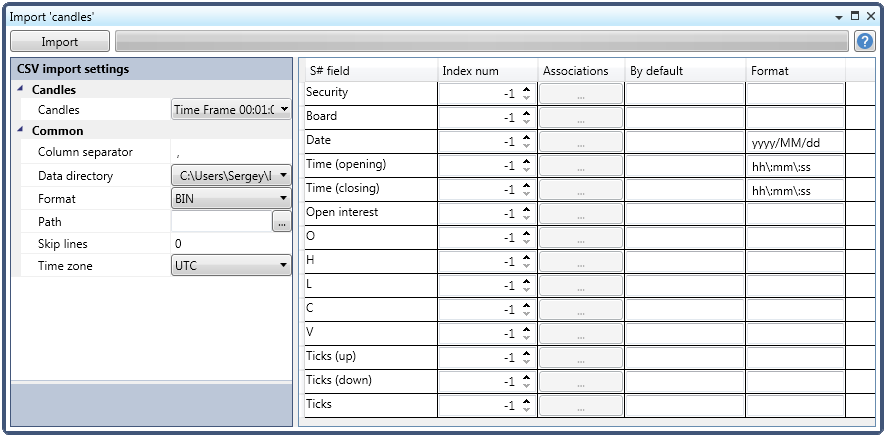 Import 'candles'
Import
?
CSV import settings
Candles
Candles Time Frame 00:01:0
Common
Column separator ,
Data directory C:\Users\Sergey\
Format BIN
Path ...
Skip lines 0
Time zone UTC
S# field Index num Associations By default Format
Security -1 ...
Board -1 ...
Date -1 ... yyyy/MM/dd
Time (opening) -1 ... hh\:mm\:ss
Time (closing) -1 ... hh\:mm\:ss
Open interest -1 ...
O -1 ...
H -1 ...
L -1 ...
C -1 ...
V -1 ...
Ticks (up) -1 ...
Ticks (down) -1 ...
Ticks -1 ...